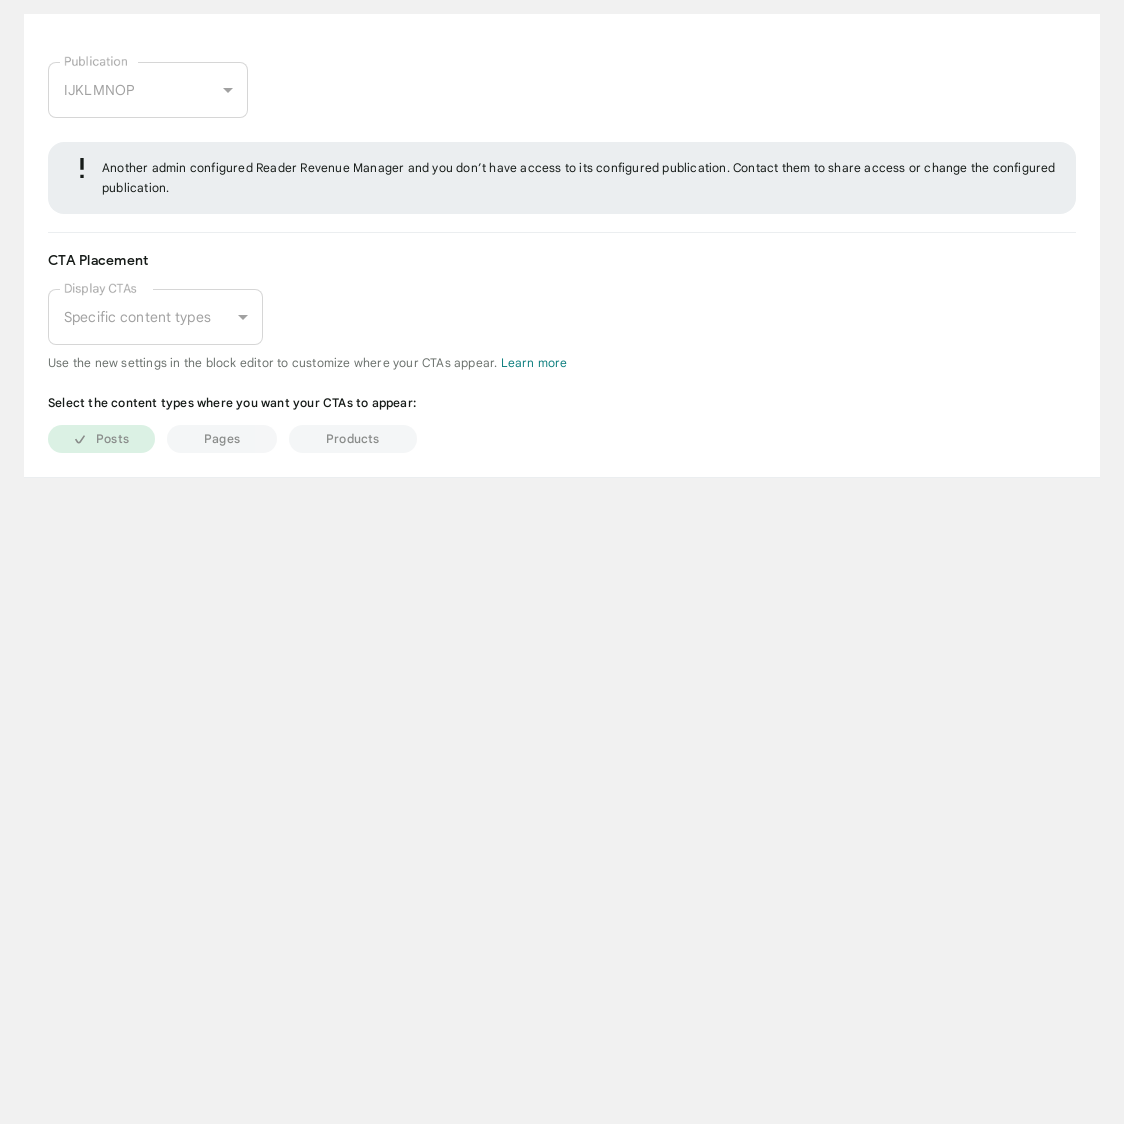 Publication
IJKLMNOP
Another admin configured Reader Revenue Manager and you don’t have access to its configured publication. Contact them to share access or change the configured
publication.
CTA Placement
Display CTAs
Specific content types
Use the new settings in the block editor to customize where your CTAs appear. Learn more
Select the content types where you want your CTAs to appear:
Posts Pages Products